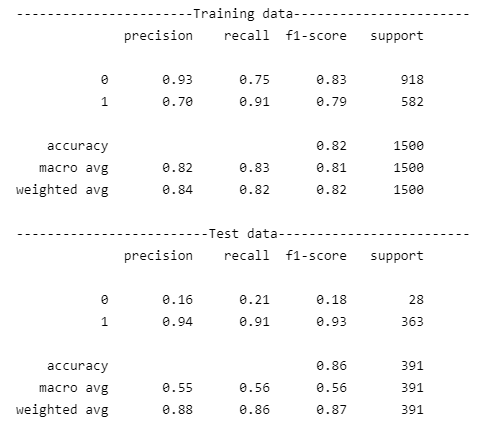 -----------------------Training data-----------------------
precision recall f1-score support
0 0.93 0.75 0.83 918
1 0.70 0.91 0.79 582
accuracy 0.82 1500
macro avg 0.82 0.83 0.81 1500
weighted avg 0.84 0.82 0.82 1500
-------------------------Test data-------------------------
precision recall f1-score support
0 0.16 0.21 0.18 28
1 0.94 0.91 0.93 363
accuracy 0.86 391
macro avg 0.55 0.56 0.56 391
weighted avg 0.88 0.86 0.87 391